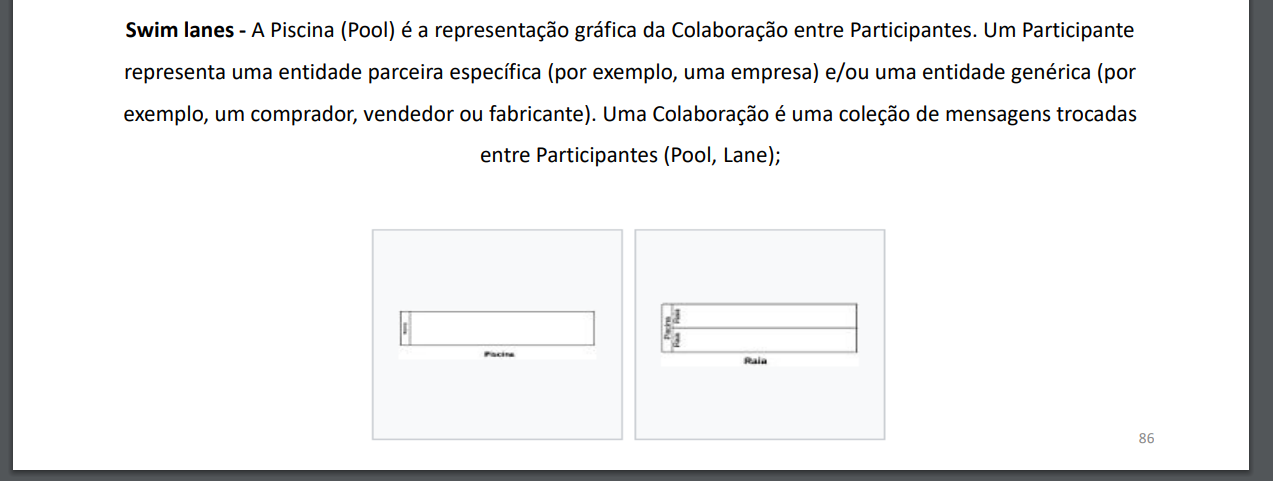 Swim lanes - A Piscina (Pool) é a representação gráfica da Colaboração entre Participantes. Um Participante
representa uma entidade parceira específica (por exemplo, uma empresa) e/ou uma entidade genérica (por
exemplo, um comprador, vendedor ou fabricante). Uma Colaboração é uma coleção de mensagens trocadas
entre Participantes (Pool, Lane);
Piscina
Raia
Raia
Piscina
Raia
86